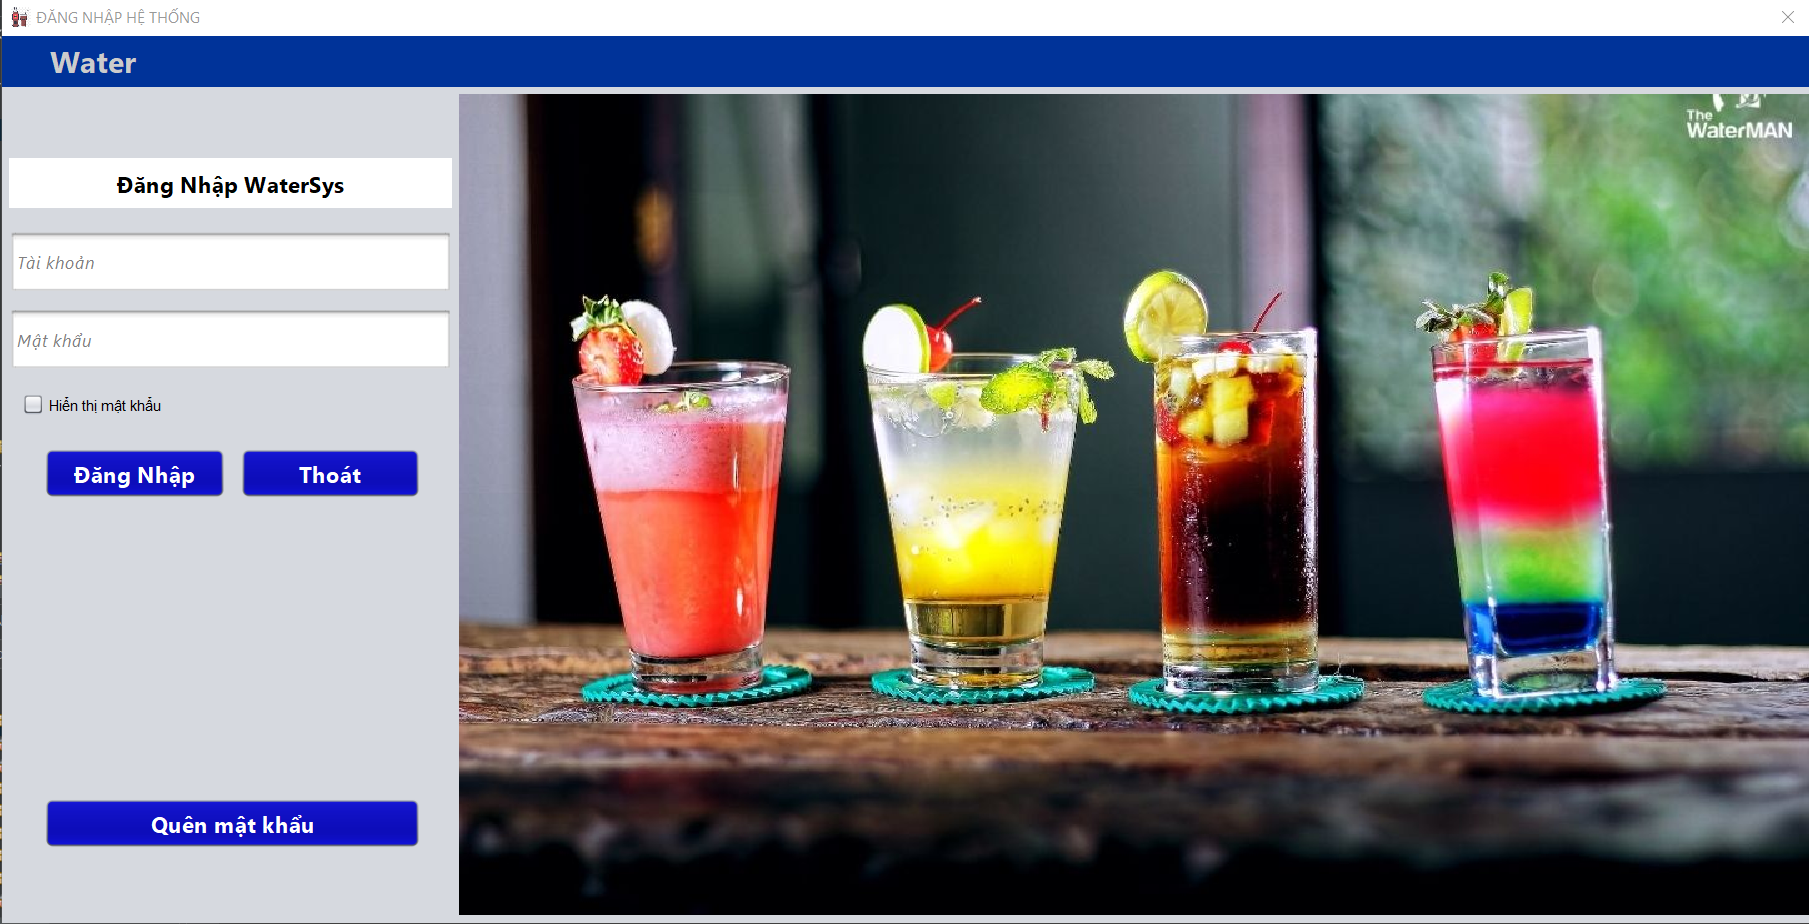 ĐĂNG NHẬP HỆ THỐNG
Water
The
WaterMAN
Đăng Nhập WaterSys
Tài khoản
Mật khẩu
Hiển thị mật khẩu
Đăng Nhập
Thoát
Quên mật khẩu